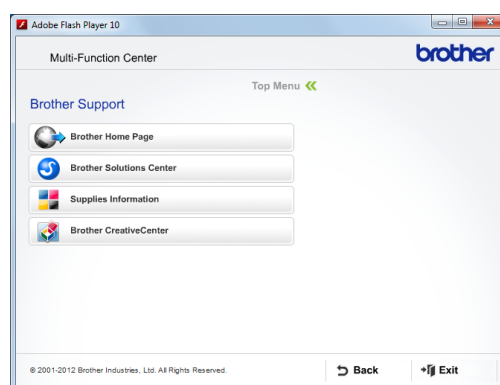 Adobe Flash Player 10
Multi-Function Center
brother
Top Menu
Brother Support
Brother Home Page
Brother Solutions Center
Supplies Information
Brother CreativeCenter
© 2001-2012 Brother Industries, Ltd. All Rights Reserved.
Back
Exit